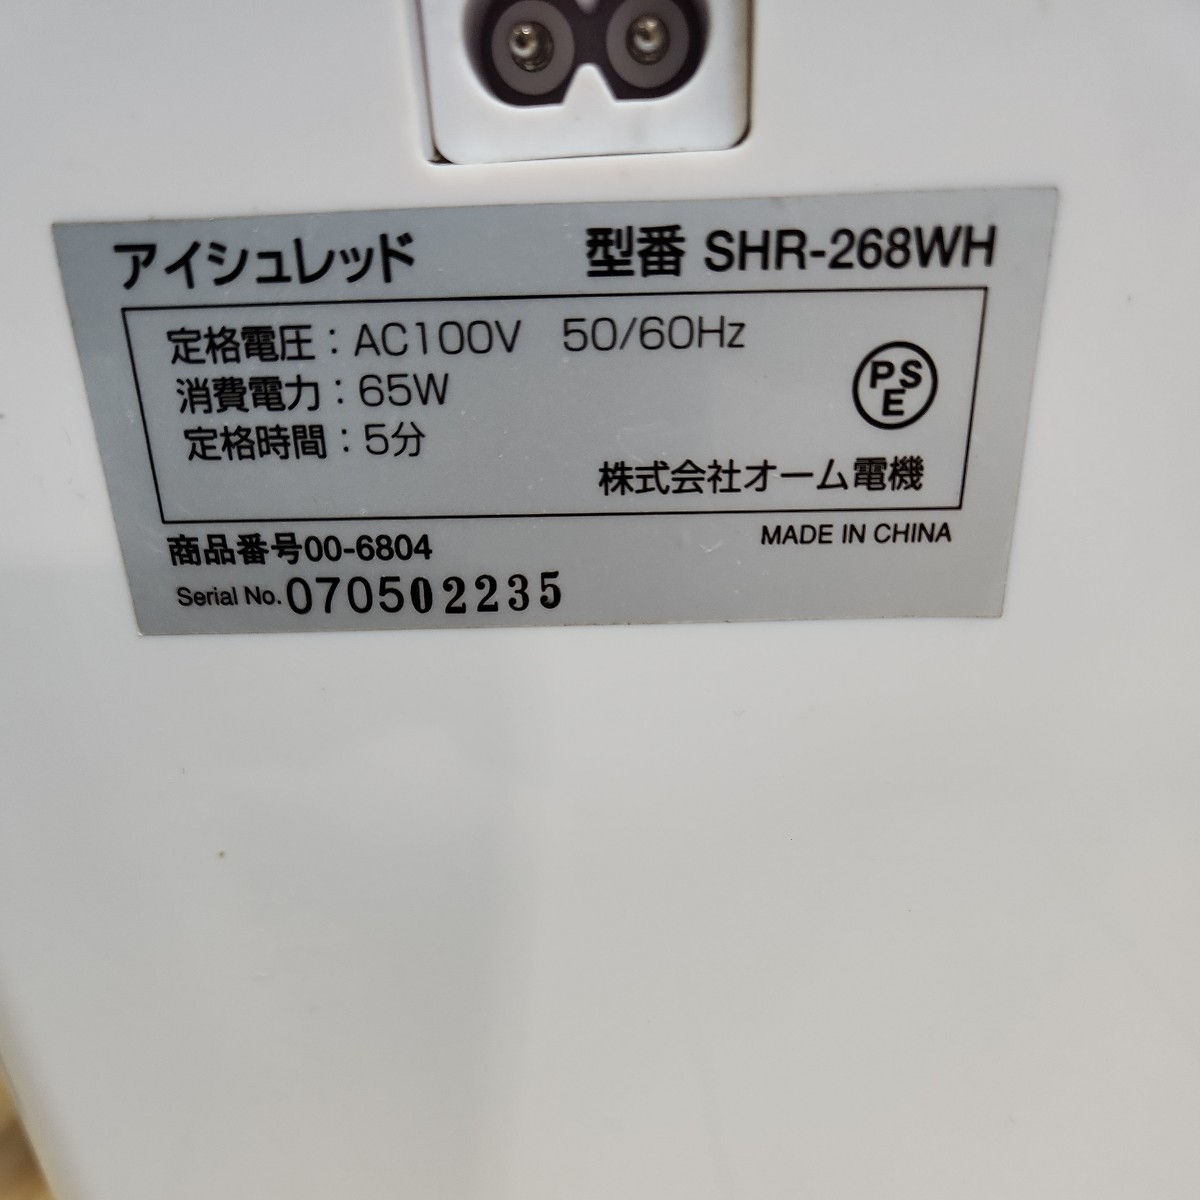 アイシュレッド 型番 SHR-268WH
定格電圧：AC100V 50/60Hz
消費電力：65W
定格時間：5分
PSE
株式会社オーム電機
商品番号00-6804
MADE IN CHINA
Serial No. 070502235